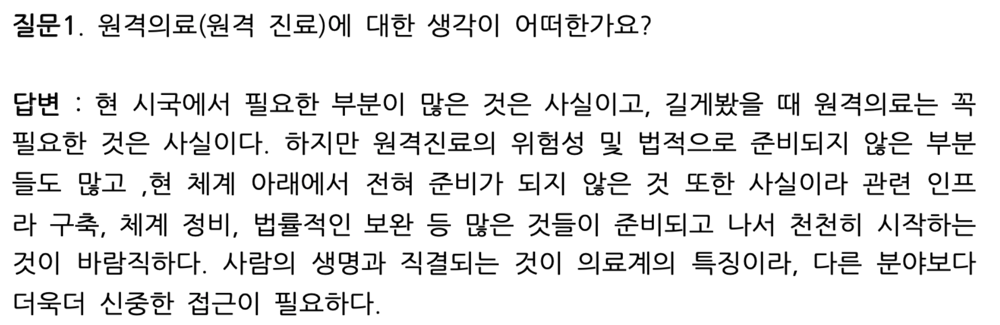 질문1. 원격의료(원격 진료)에 대한 생각이 어떠한가요?
답변 : 현 시국에서 필요한 부분이 많은 것은 사실이고, 길게봤을 때 원격의료는 꼭
필요한 것은 사실이다. 하지만 원격진료의 위험성 및 법적으로 준비되지 않은 부분
들도 많고 ,현 체계 아래에서 전혀 준비가 되지 않은 것 또한 사실이라 관련 인프
라 구축, 체계 정비, 법률적인 보완 등 많은 것들이 준비되고 나서 천천히 시작하는
것이 바람직하다. 사람의 생명과 직결되는 것이 의료계의 특징이라, 다른 분야보다
더욱더 신중한 접근이 필요하다.